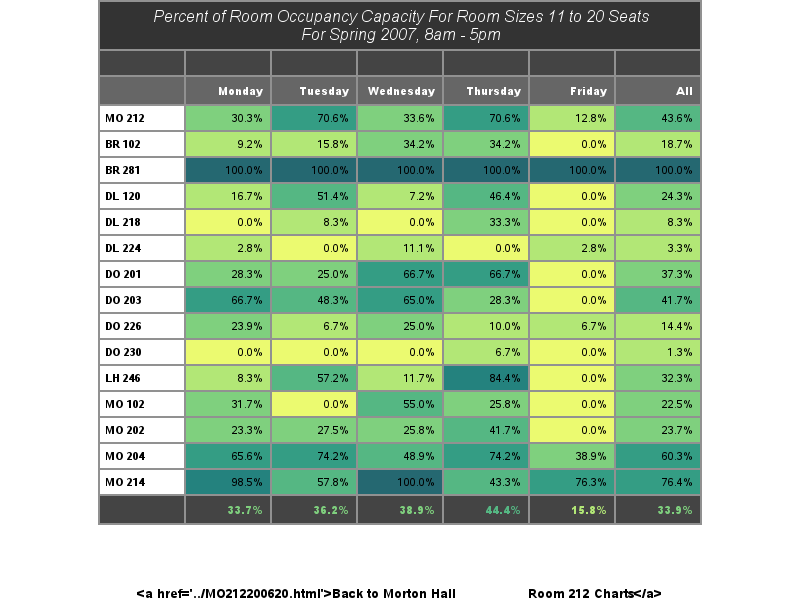 Percent of Room Occupancy Capacity For Room Sizes 11 to 20 Seats
For Spring 2007, 8am - 5pm
Monday Tuesday Wednesday Thursday Friday All
MO 212 30.3% 70.6% 33.6% 70.6% 12.8% 43.6%
BR 102 9.2% 15.8% 34.2% 34.2% 0.0% 18.7%
BR 281 100.0% 100.0% 100.0% 100.0% 100.0% 100.0%
DL 120 16.7% 51.4% 7.2% 46.4% 0.0% 24.3%
DL 218 0.0% 8.3% 0.0% 33.3% 0.0% 8.3%
DL 224 2.8% 0.0% 11.1% 0.0% 2.8% 3.3%
DO 201 28.3% 25.0% 66.7% 66.7% 0.0% 37.3%
DO 203 66.7% 48.3% 65.0% 28.3% 0.0% 41.7%
DO 226 23.9% 6.7% 25.0% 10.0% 6.7% 14.4%
DO 230 0.0% 0.0% 0.0% 6.7% 0.0% 1.3%
LH 246 8.3% 57.2% 11.7% 84.4% 0.0% 32.3%
MO 102 31.7% 0.0% 55.0% 25.8% 0.0% 22.5%
MO 202 23.3% 27.5% 25.8% 41.7% 0.0% 23.7%
MO 204 65.6% 74.2% 48.9% 74.2% 38.9% 60.3%
MO 214 98.5% 57.8% 100.0% 43.3% 76.3% 76.4%
33.7% 36.2% 38.9% 44.4% 15.8% 33.9%
<a href='../MO212200620.html'>Back to Morton Hall Room 212 Charts</a>